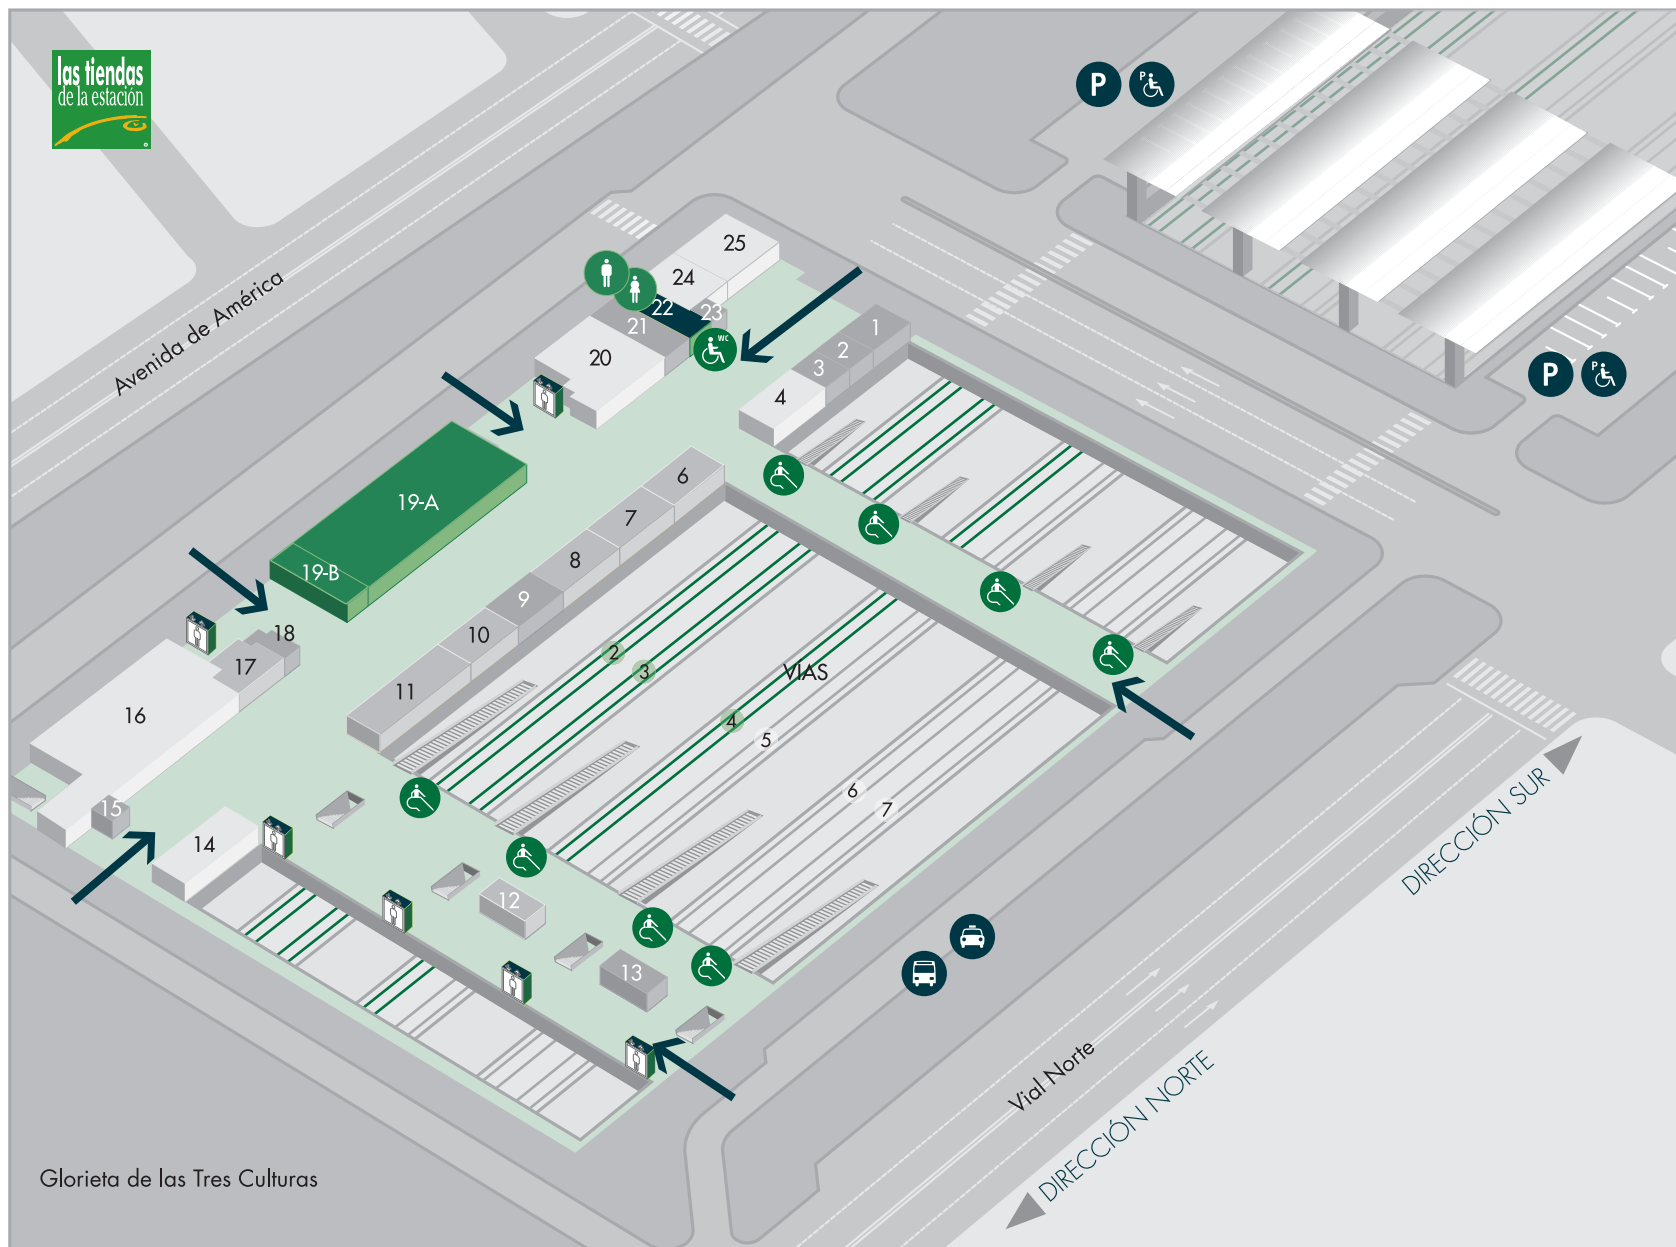 las tiendas
de la estación
P
P
25
24
22
23
21
20
WC
1
2
3
4
Avenida de América
P
P
6
7
8
9
10
11
19-A
19-B
18
17
16
15
14
12
13
2
3
VÍAS
4
5
6
7
DIRECCIÓN SUR
Vial Norte
DIRECCIÓN NORTE
Glorieta de las Tres Culturas